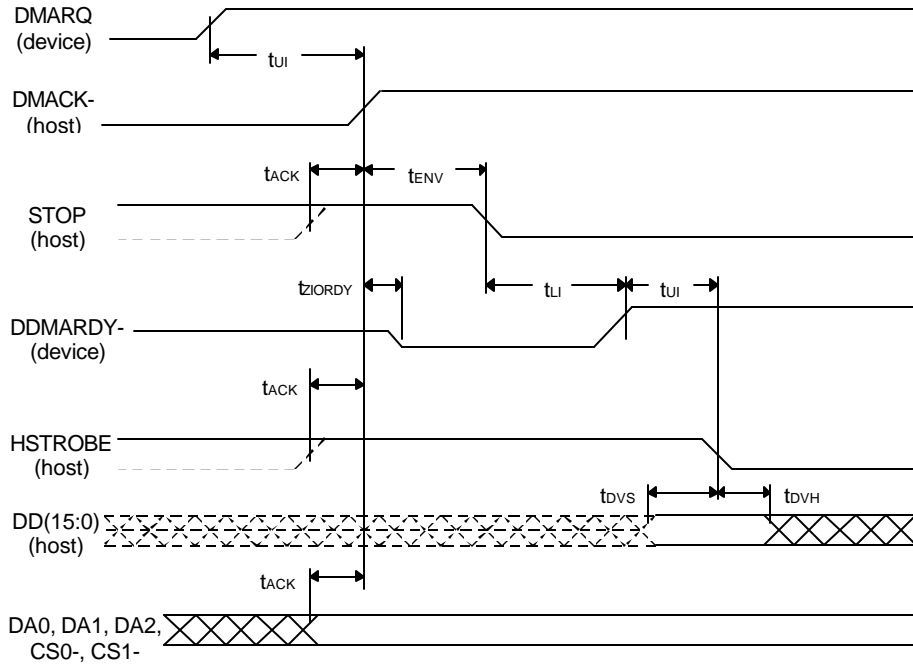 DMARQ
(device)
tUI
DMACK-
(host)
tACK
tENV
STOP
(host)
tZIORDY
tLI
tUI
DDMARDY-
(device)
tACK
HSTROBE
(host)
tDVS
tDVH
DD(15:0)
(host)
tACK
DA0, DA1, DA2,
CS0-, CS1-